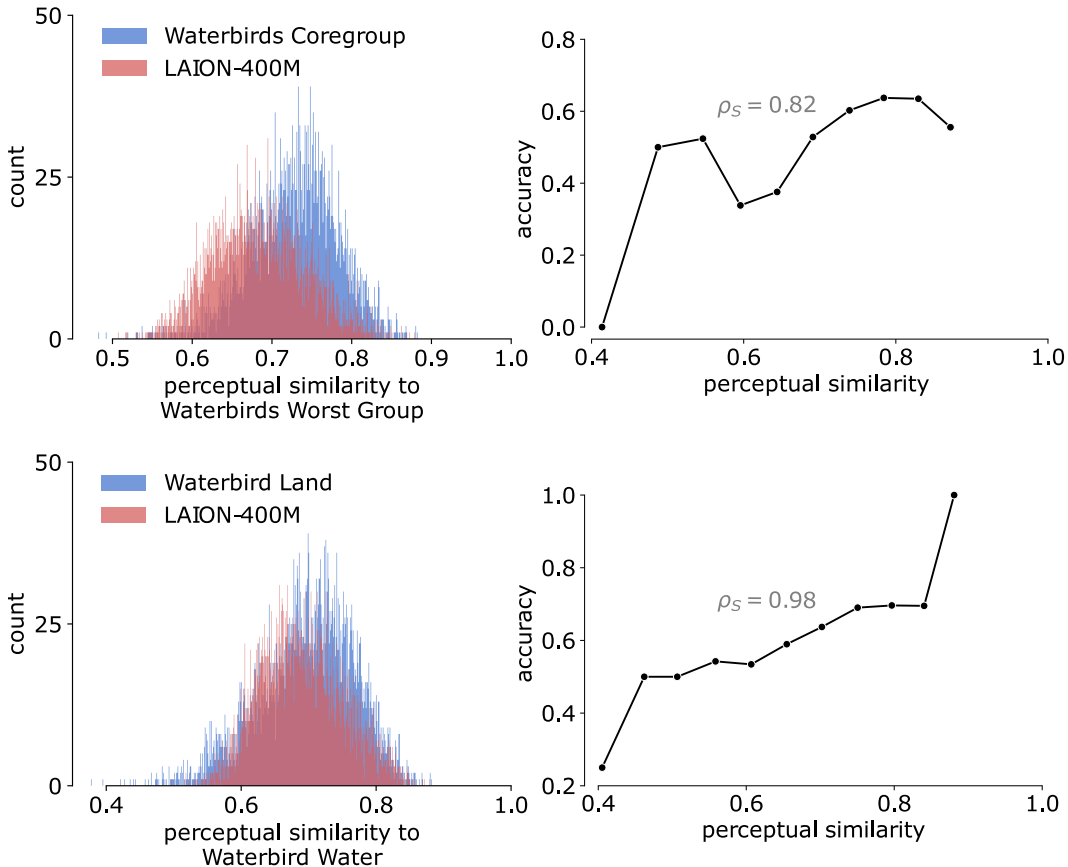 50
Waterbirds Coregroup
LAION-400M
25
0
count
0.5 0.6 0.7 0.8 0.9 1.0
perceptual similarity to
Waterbirds Worst Group
0.8
0.6
0.4
0.2
0.0
accuracy
ρS = 0.82
0.4 0.6 0.8 1.0
perceptual similarity
50
Waterbird Land
LAION-400M
25
0
count
0.4 0.6 0.8 1.0
perceptual similarity to
Waterbird Water
1.0
0.8
0.6
0.4
0.2
accuracy
ρS = 0.98
0.4 0.6 0.8 1.0
perceptual similarity